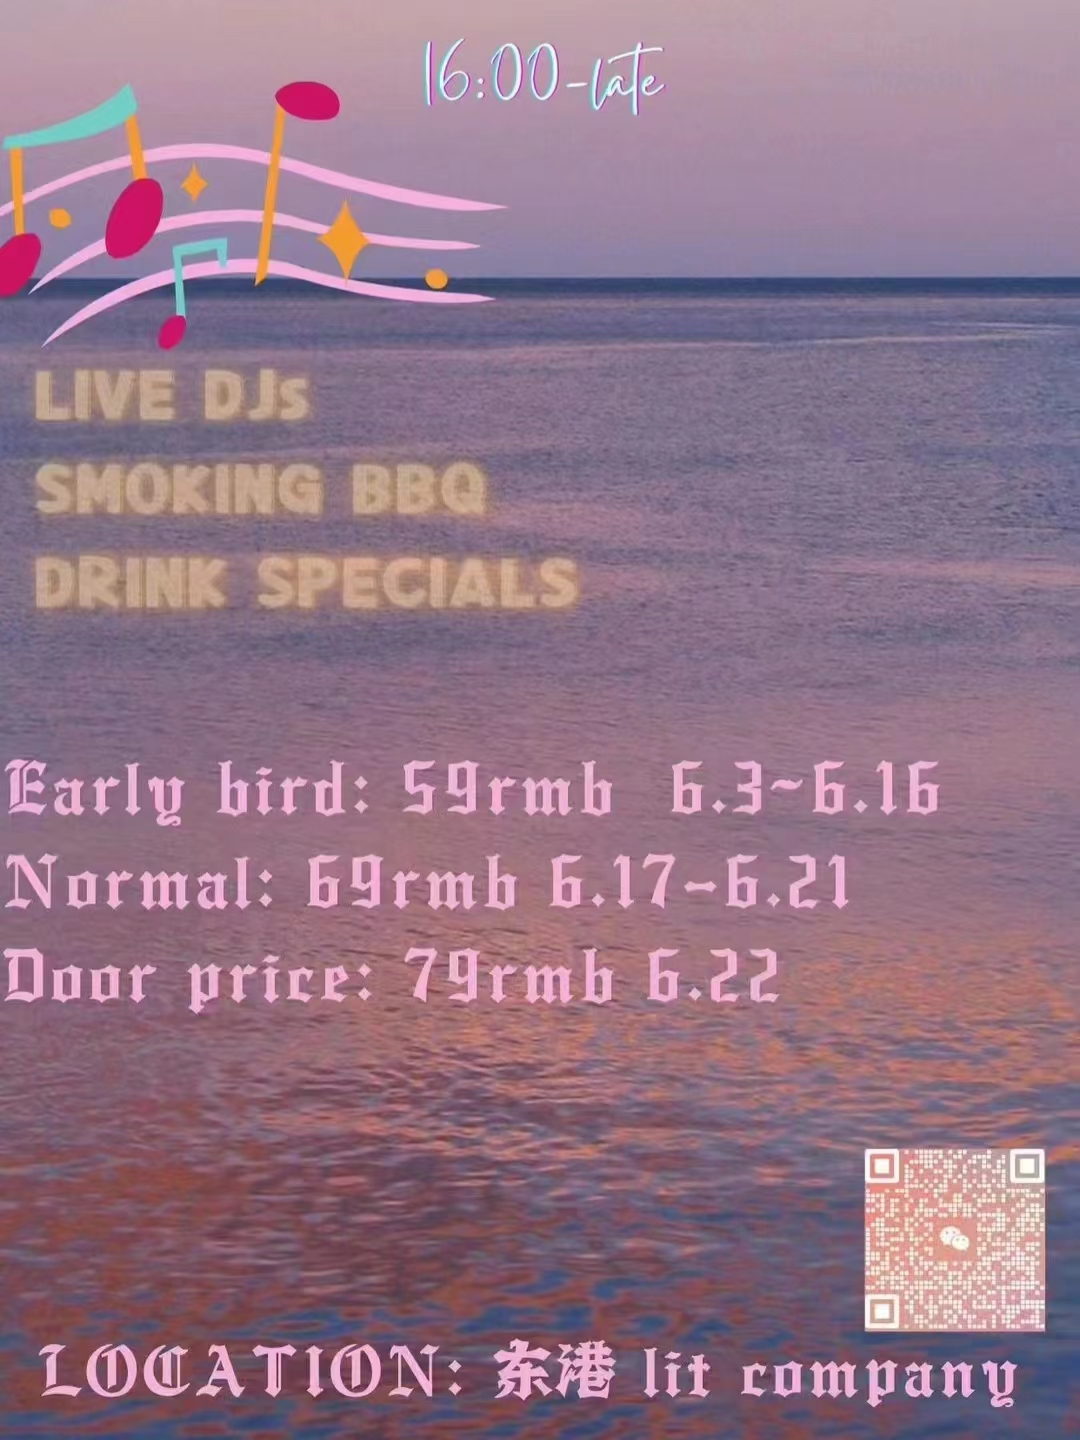 16:00-late
LIVE DJs
SMOKING BBQ
DRINK SPECIALS
Early bird: 59rmb 6.3~6.16
Normal: 69rmb 6.17-6.21
Door price: 79rmb 6.22
LOCATION: 东港 lit company